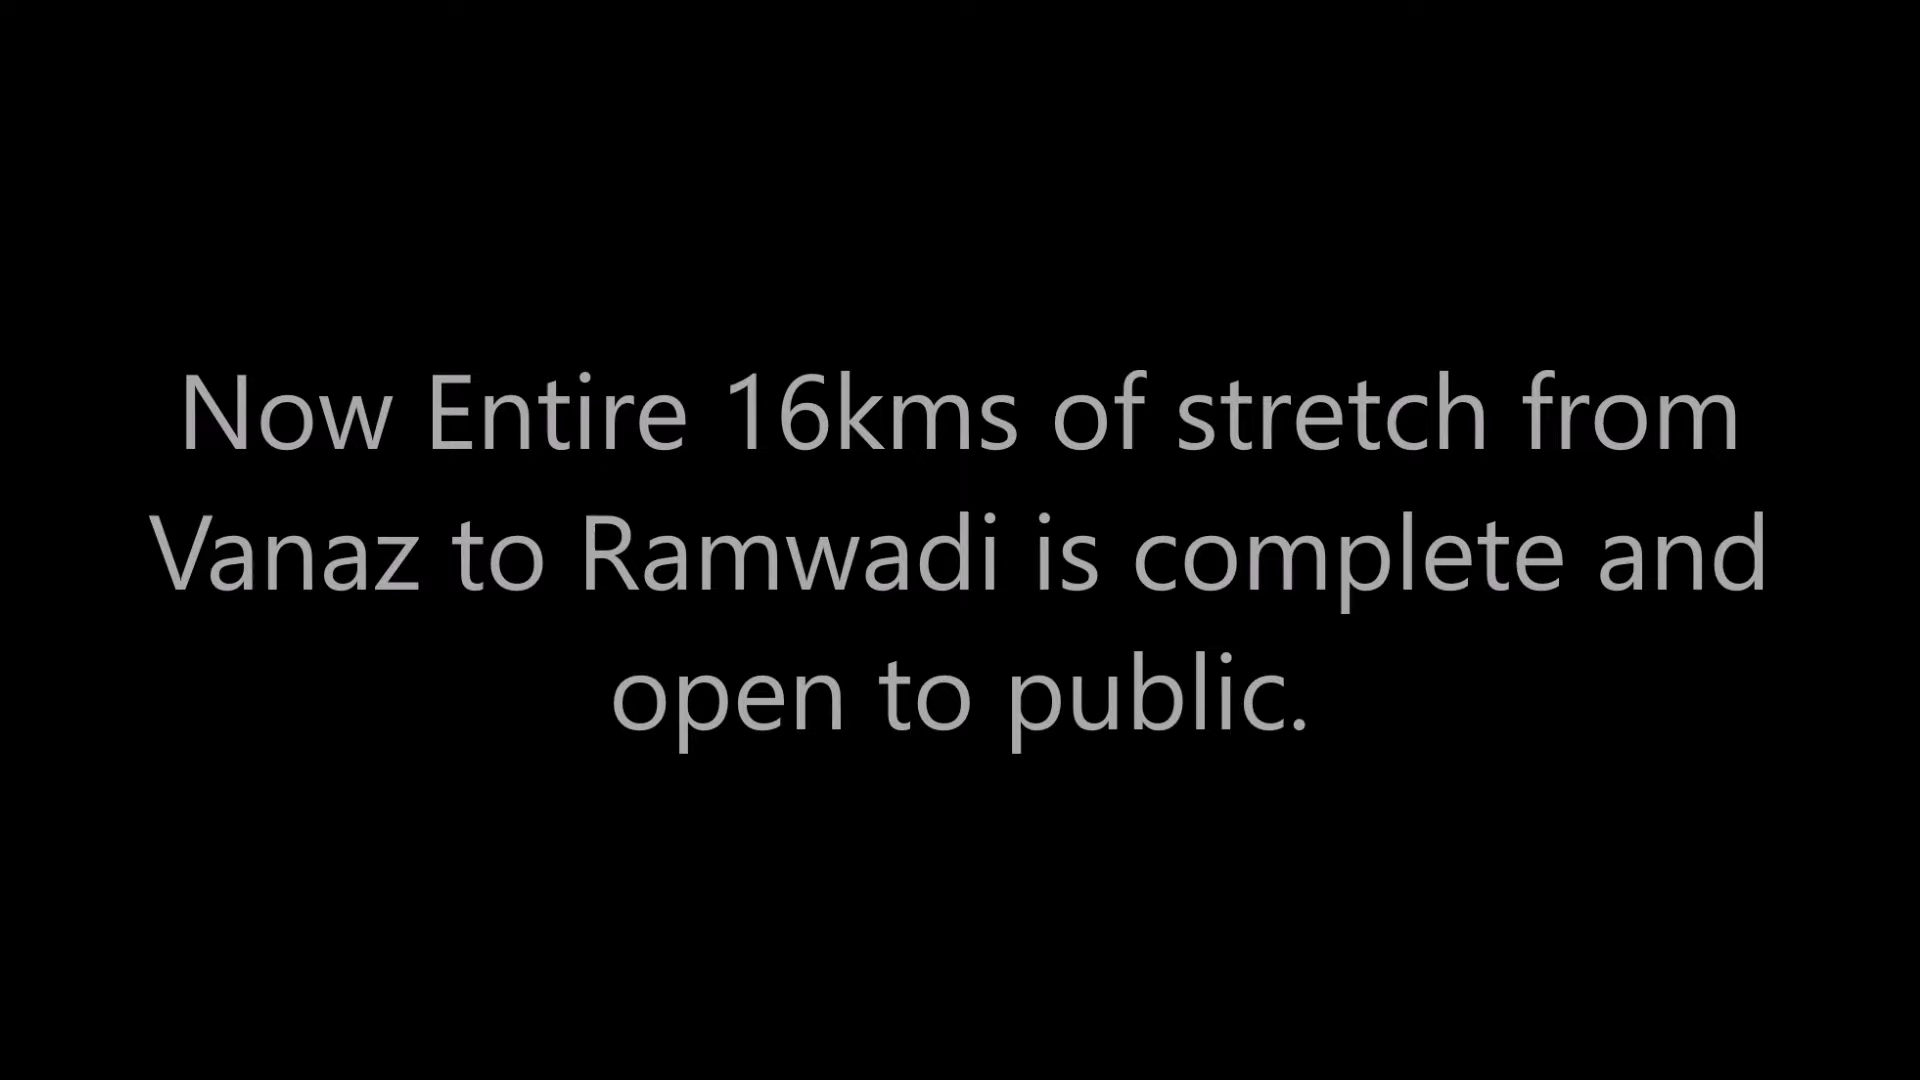 Now Entire 16kms of stretch from
Vanaz to Ramwadi is complete and
open to public.